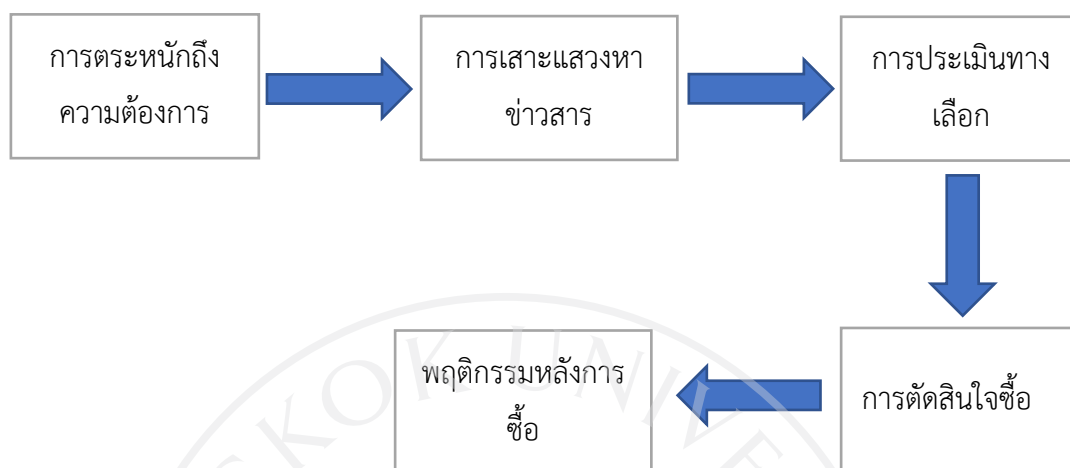 การตระหนักถึง
ความต้องการ
การเสาะแสวงหา
ข่าวสาร
การประเมินทาง
เลือก
การตัดสินใจซื้อ
พฤติกรรมหลังการ
ซื้อ
SKOK UNIVE